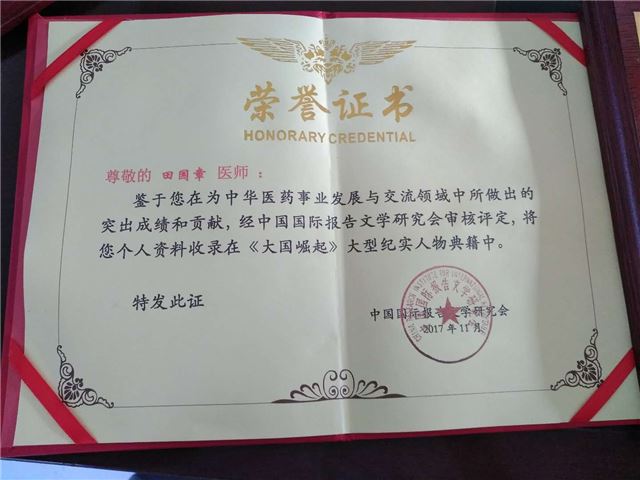 荣誉证书
HONORARY CREDENTIAL
尊敬的 田国章 医师：
鉴于您在为中华医药事业发展与交流领域中所做出的
突出成绩和贡献，经中国国际报告文学研究会审核评定，将
您个人资料收录在《大国崛起》大型纪实人物典籍中。
特发此证
中国国际报告文学研究会
2017年11月